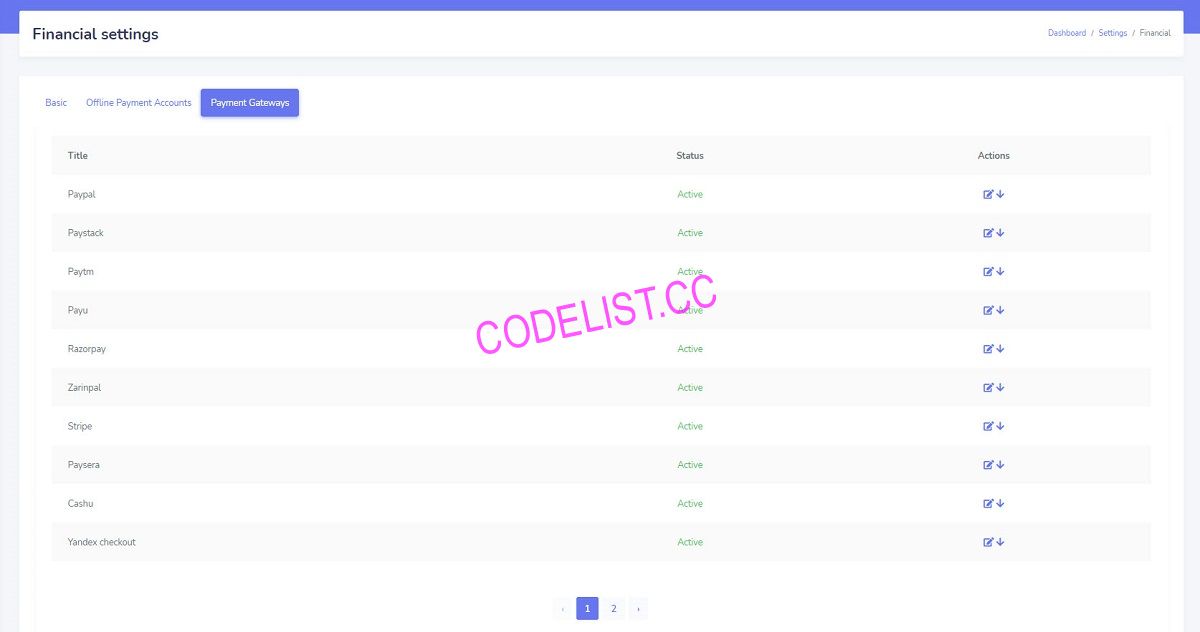 Financial settings
Dashboard / Settings / Financial
Basic Offline Payment Accounts Payment Gateways
Title Status Actions
Paypal Active
Paystack Active
Paytm Active
Payu Active
Razorpay Active
Zarinpal Active
Stripe Active
Paysera Active
Cashu Active
Yandex checkout Active
CODELIST.CC
‹ 1 2 ›